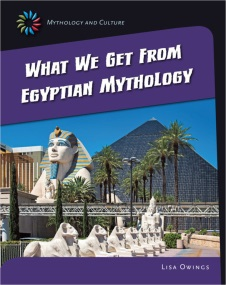 Mythology and Culture
What We Get From
Egyptian Mythology
Lisa Owings